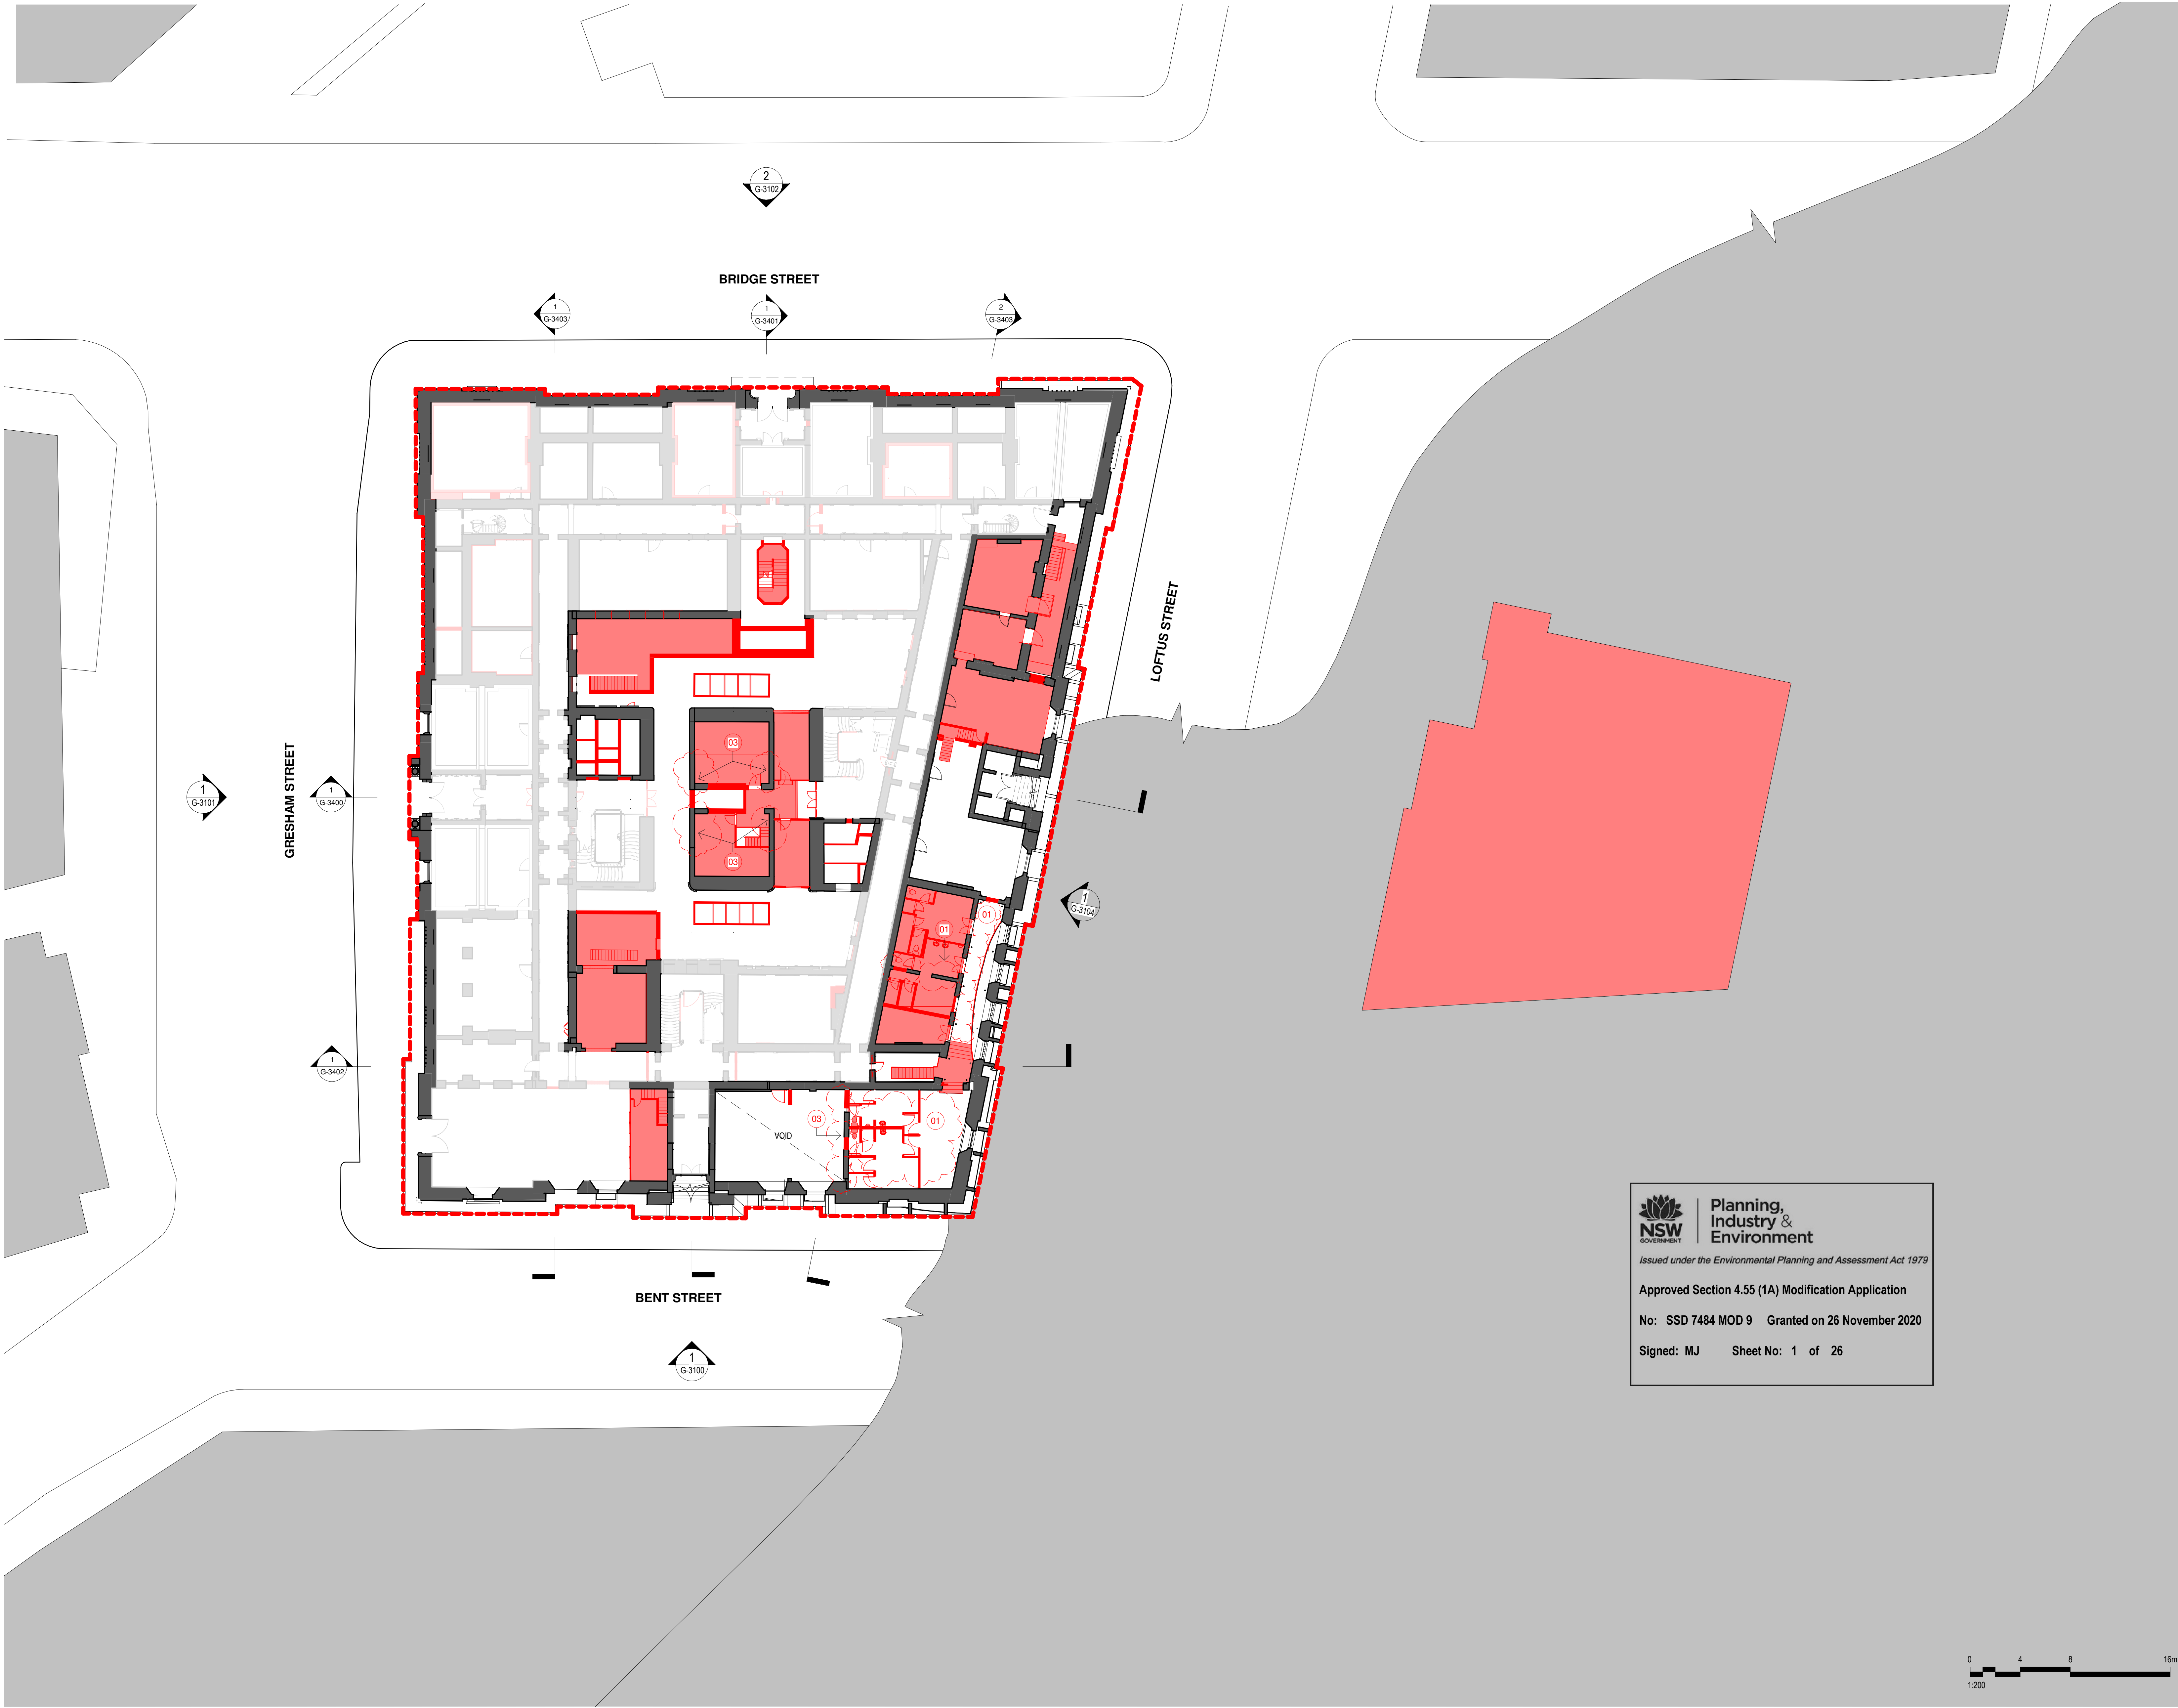 2
G-3102
BRIDGE STREET
1
G-3403
1
G-3401
2
G-3403
LOFTUS STREET
03
GRESHAM STREET
1
G-3101
1
G-3400
03
1
G-3104
01
01
1
G-3402
03
01
VOID
BENT STREET
1
G-3100
NSW
GOVERNMENT
Planning,
Industry &
Environment
Issued under the Environmental Planning and Assessment Act 1979
Approved Section 4.55 (1A) Modification Application
No: SSD 7484 MOD 9 Granted on 26 November 2020
Signed: MJ Sheet No: 1 of 26
0 4 8 16m
1:200